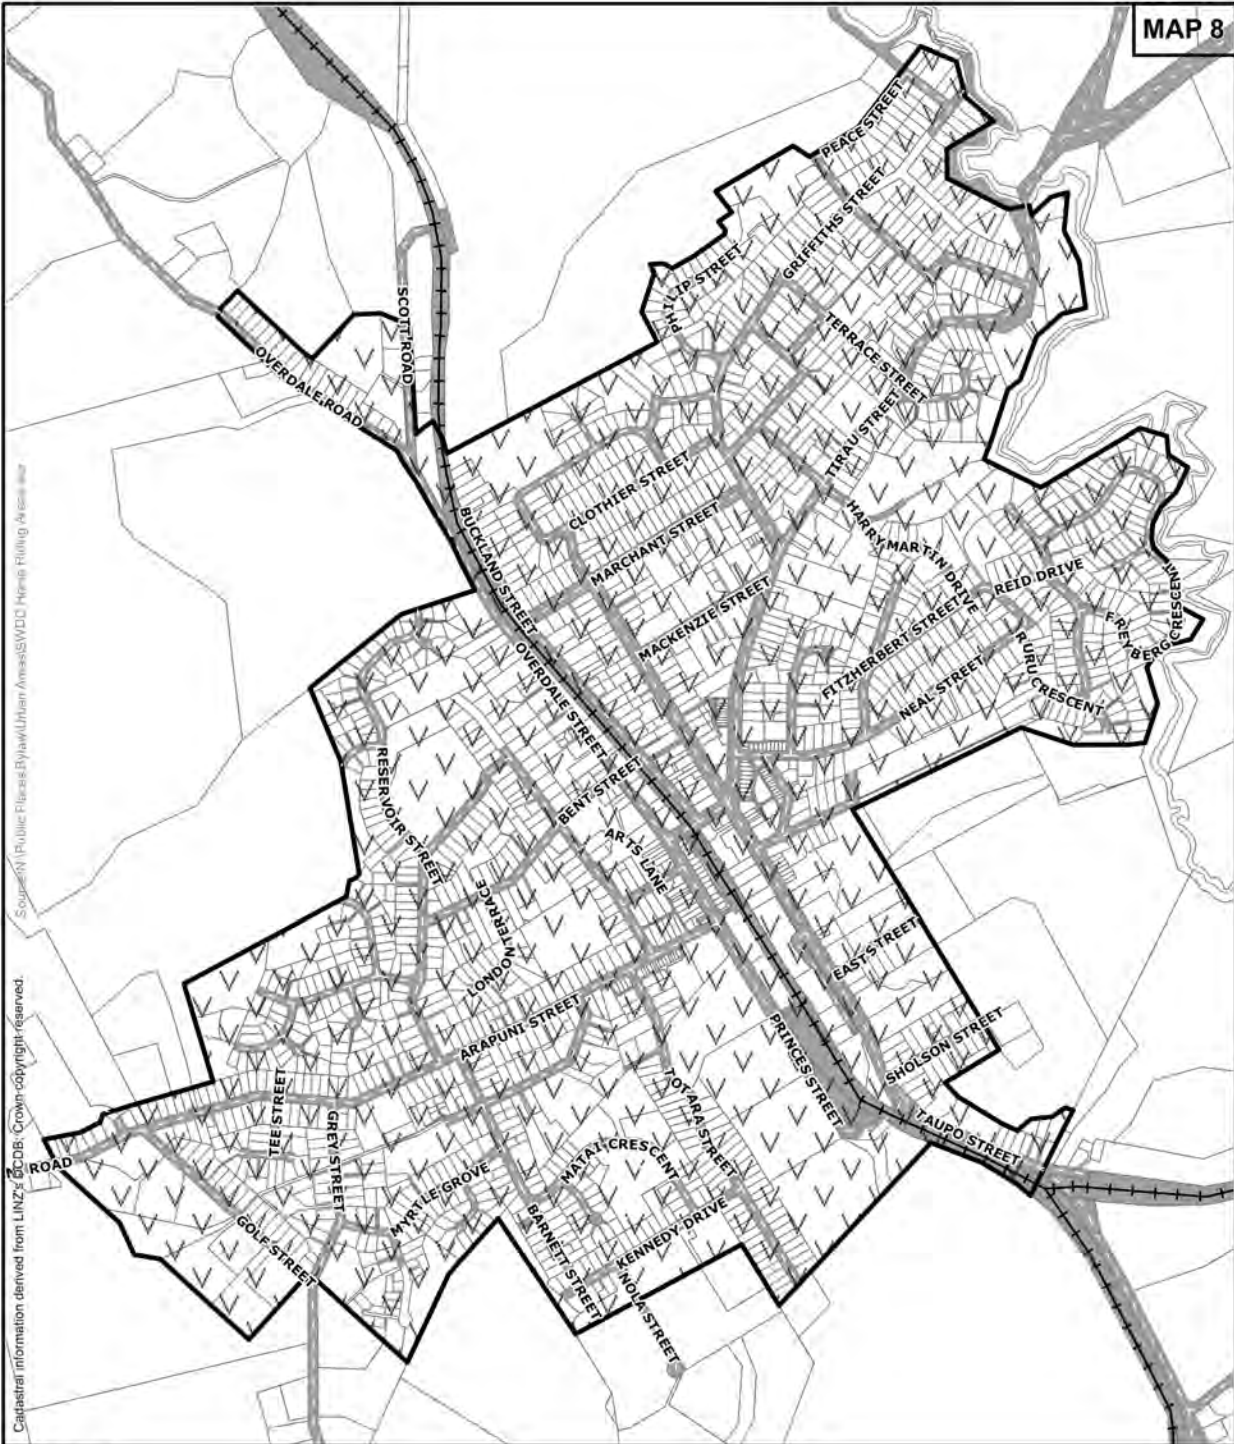 MAP 8
PEACE STREET
GRIFFITHS STREET
PHILLIP STREET
TERRACE STREET
SCOTT ROAD
OVERDALE ROAD
TIRAU STREET
CLOTHIER STREET
HARRY MARTIN DRIVE
BUCKLAND STREET
MARCHANT STREET
REID DRIVE
MACKENZIE STREET
FREYBERG CRESCENT
FITZHERBERT STREET
RURU CRESCENT
NEAL STREET
OVERDALE STREET
RESERVOIR STREET
BENT STREET
ARTS LANE
LONDON TERRACE
EAST STREET
ARAPUNI STREET
PRINCES STREET
SHOLSON STREET
TOTARA STREET
TAUPO STREET
TEE STREET
GREY STREET
MATAI CRESCENT
ROAD
MYRTLE GROVE
GOLF STREET
BARNETT STREET
KENNEDY DRIVE
NOLA STREET
Cadastral information derived from LINZ's DCDB; Crown copyright reserved.